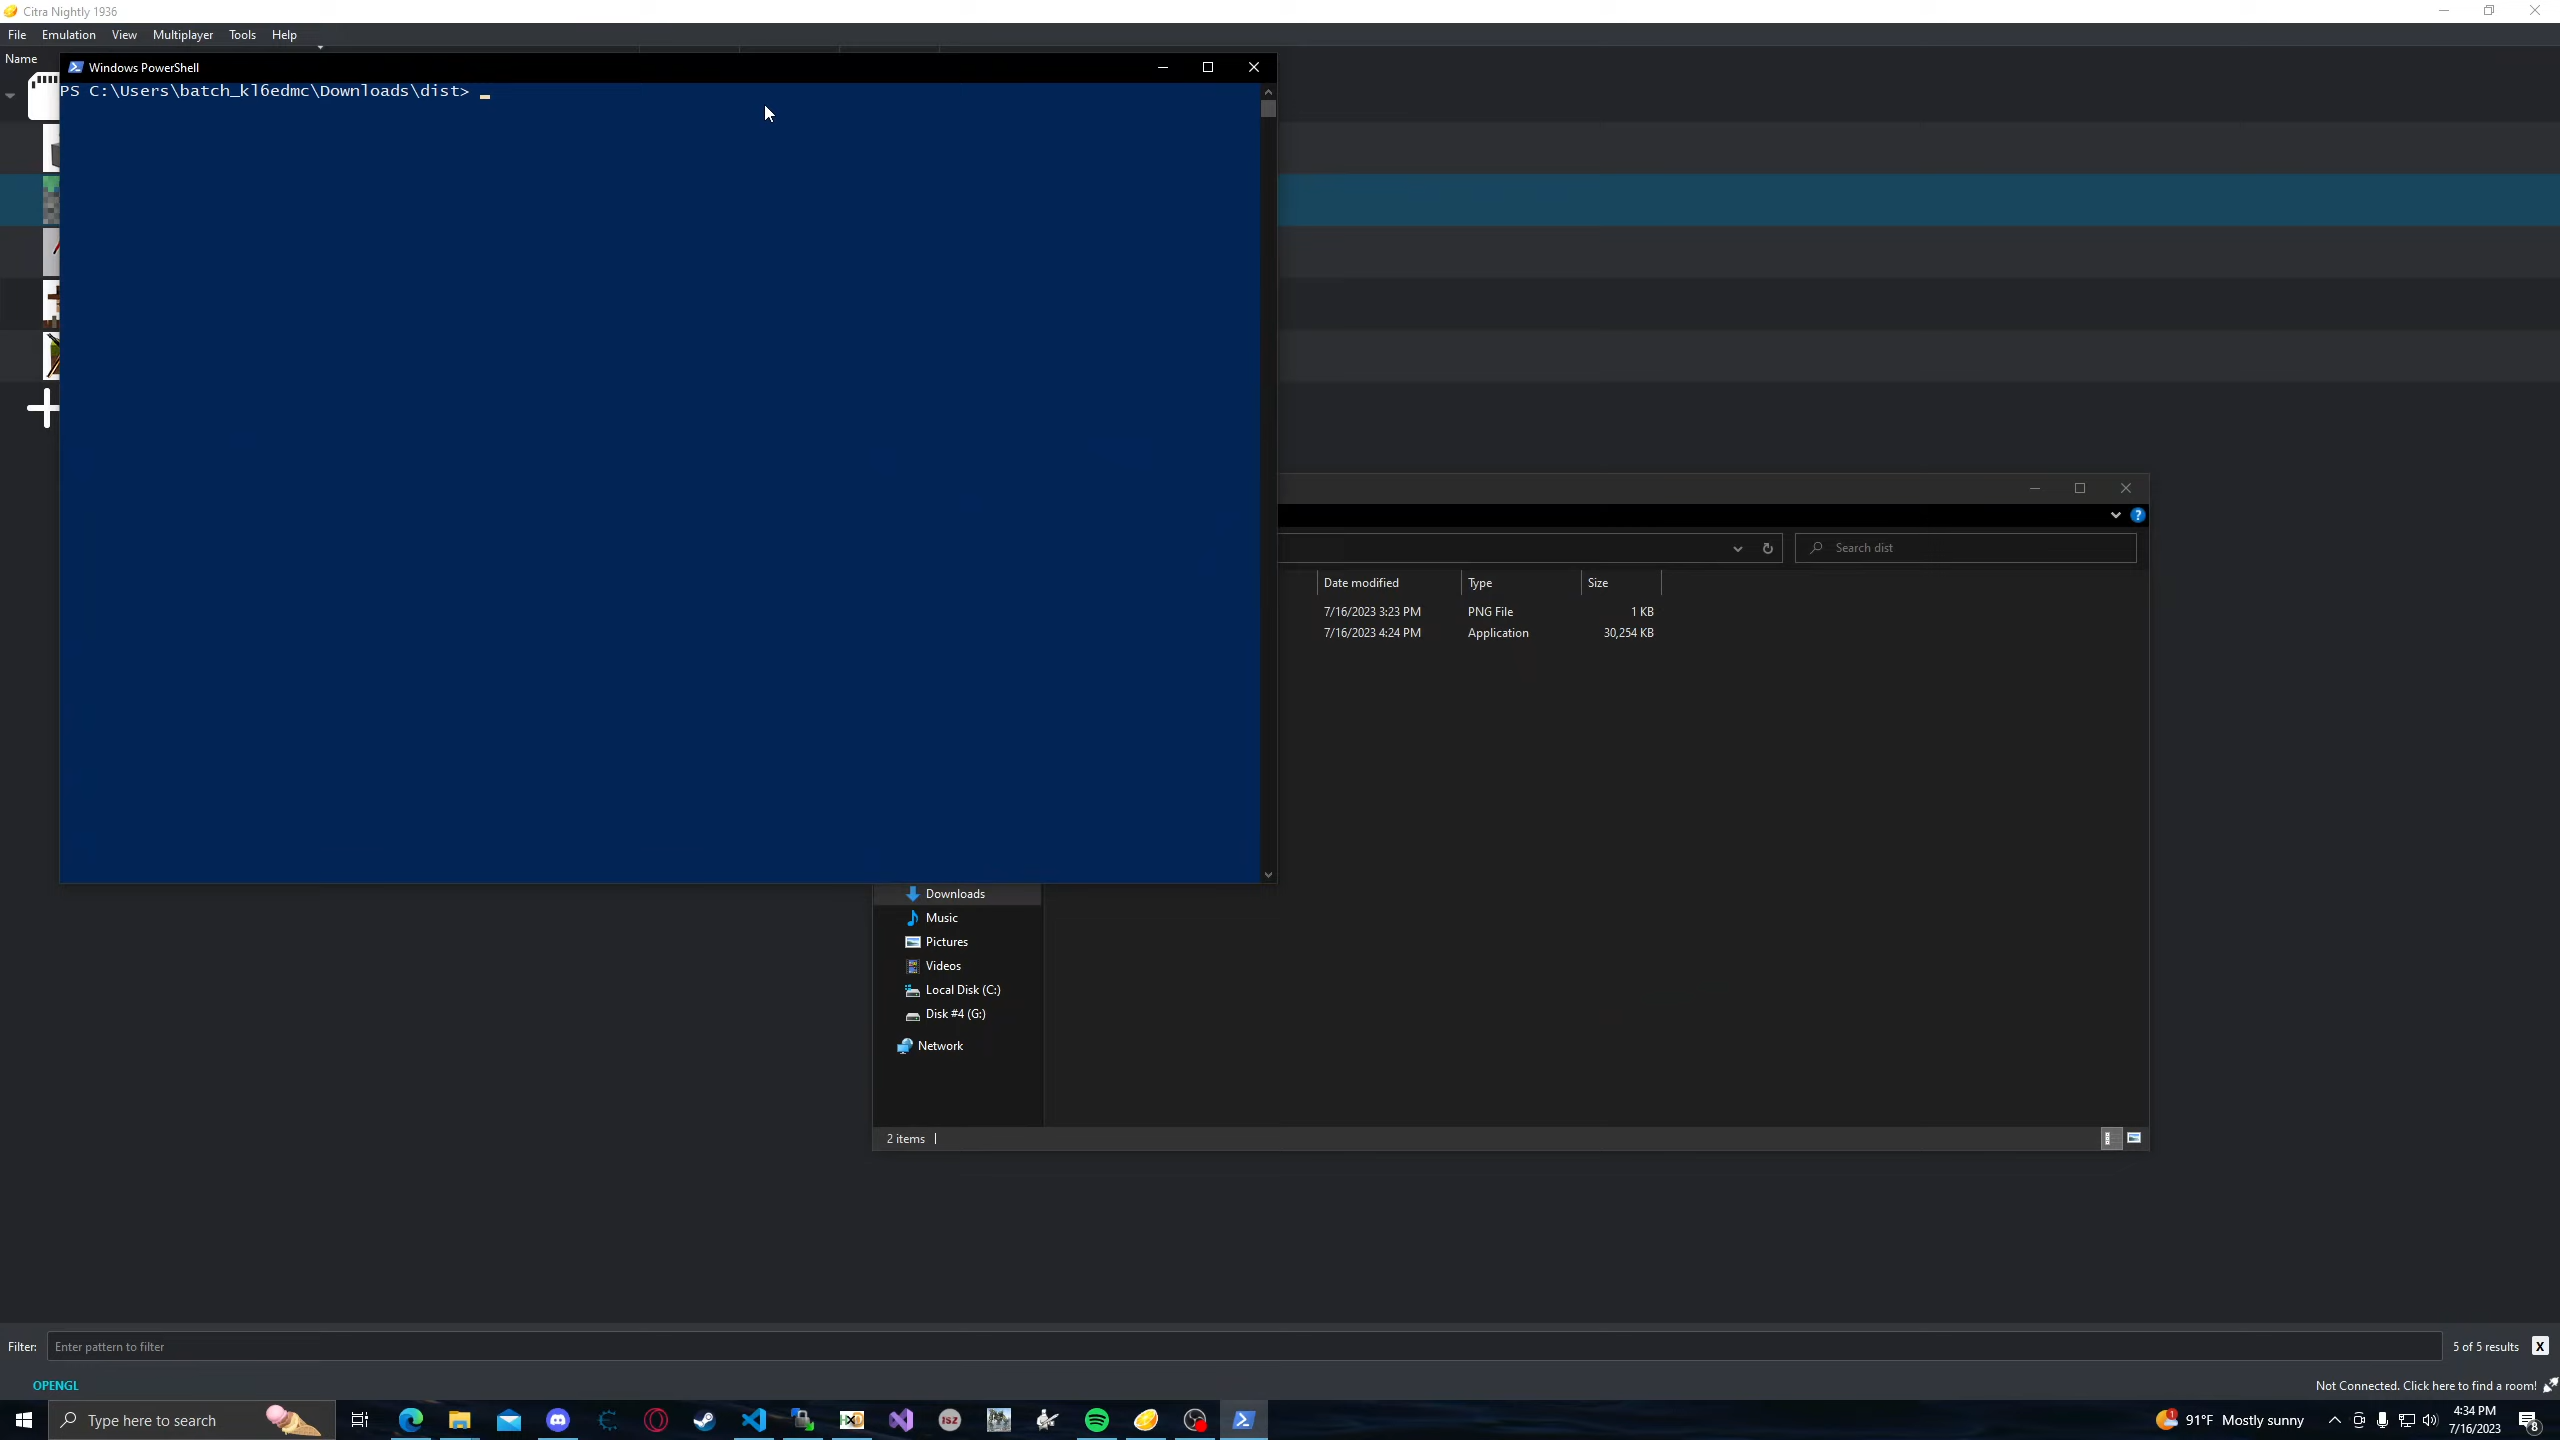 Citra Nightly 1936
File Emulation View Multiplayer Tools Help
Name
Windows PowerShell
PS C:\Users\batch_kl6edmc\Downloads\dist>
Search dist
Date modified Type Size
7/16/2023 3:23 PM PNG File 1 KB
7/16/2023 4:24 PM Application 30,254 KB
Downloads
Music
Pictures
Videos
Local Disk (C:)
Disk #4 (G:)
Network
2 items
Filter: Enter pattern to filter 5 of 5 results X
OPENGL Not Connected. Click here to find a room!
Type here to search
HXD
ISZ
1 91°F Mostly sunny
4:34 PM
7/16/2023
8